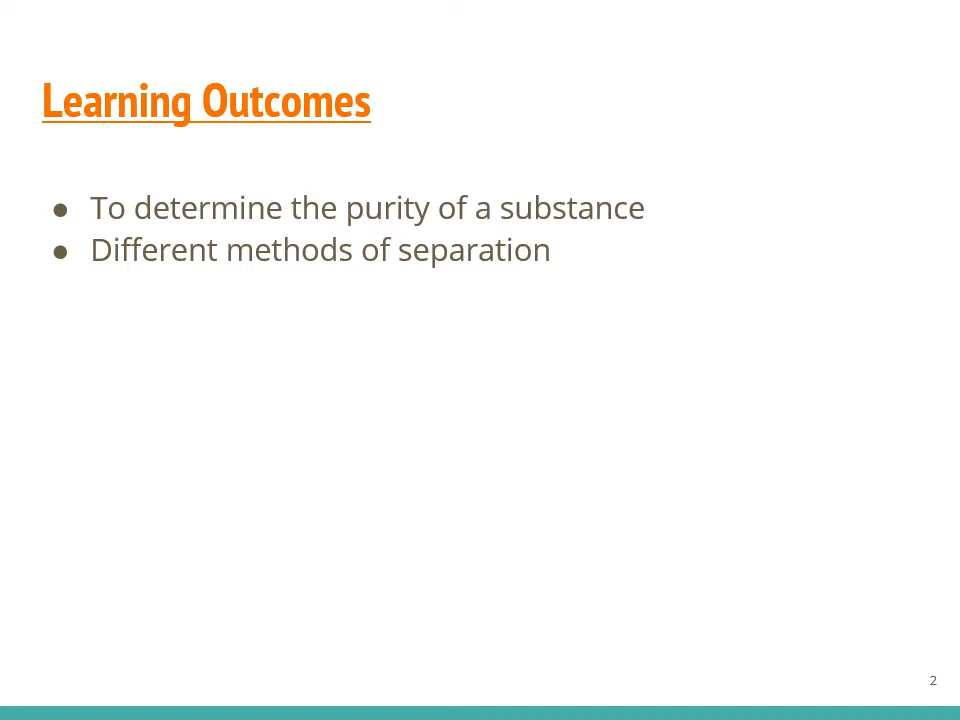 Learning Outcomes
● To determine the purity of a substance
● Different methods of separation
2